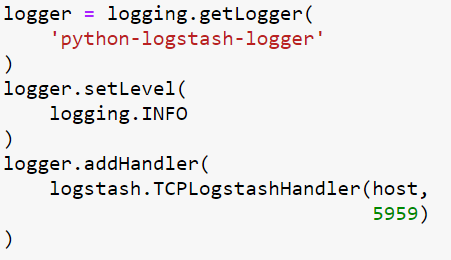 logger = logging.getLogger(
    'python-logstash-logger'
)
logger.setLevel(
    logging.INFO
)
logger.addHandler(
    logstash.TCPLogstashHandler(host,
                                5959)
)